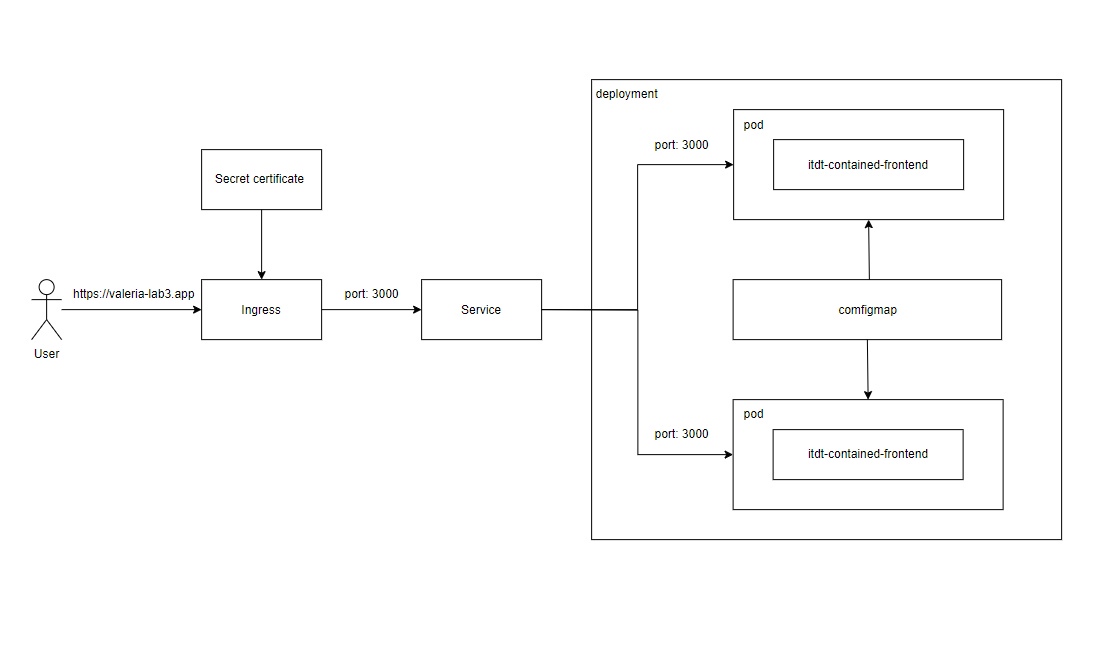 deployment
pod
port: 3000
itdt-contained-frontend
Secret certificate
https://valeria-lab3.app
port: 3000
Ingress
Service
comfigmap
User
pod
port: 3000
itdt-contained-frontend